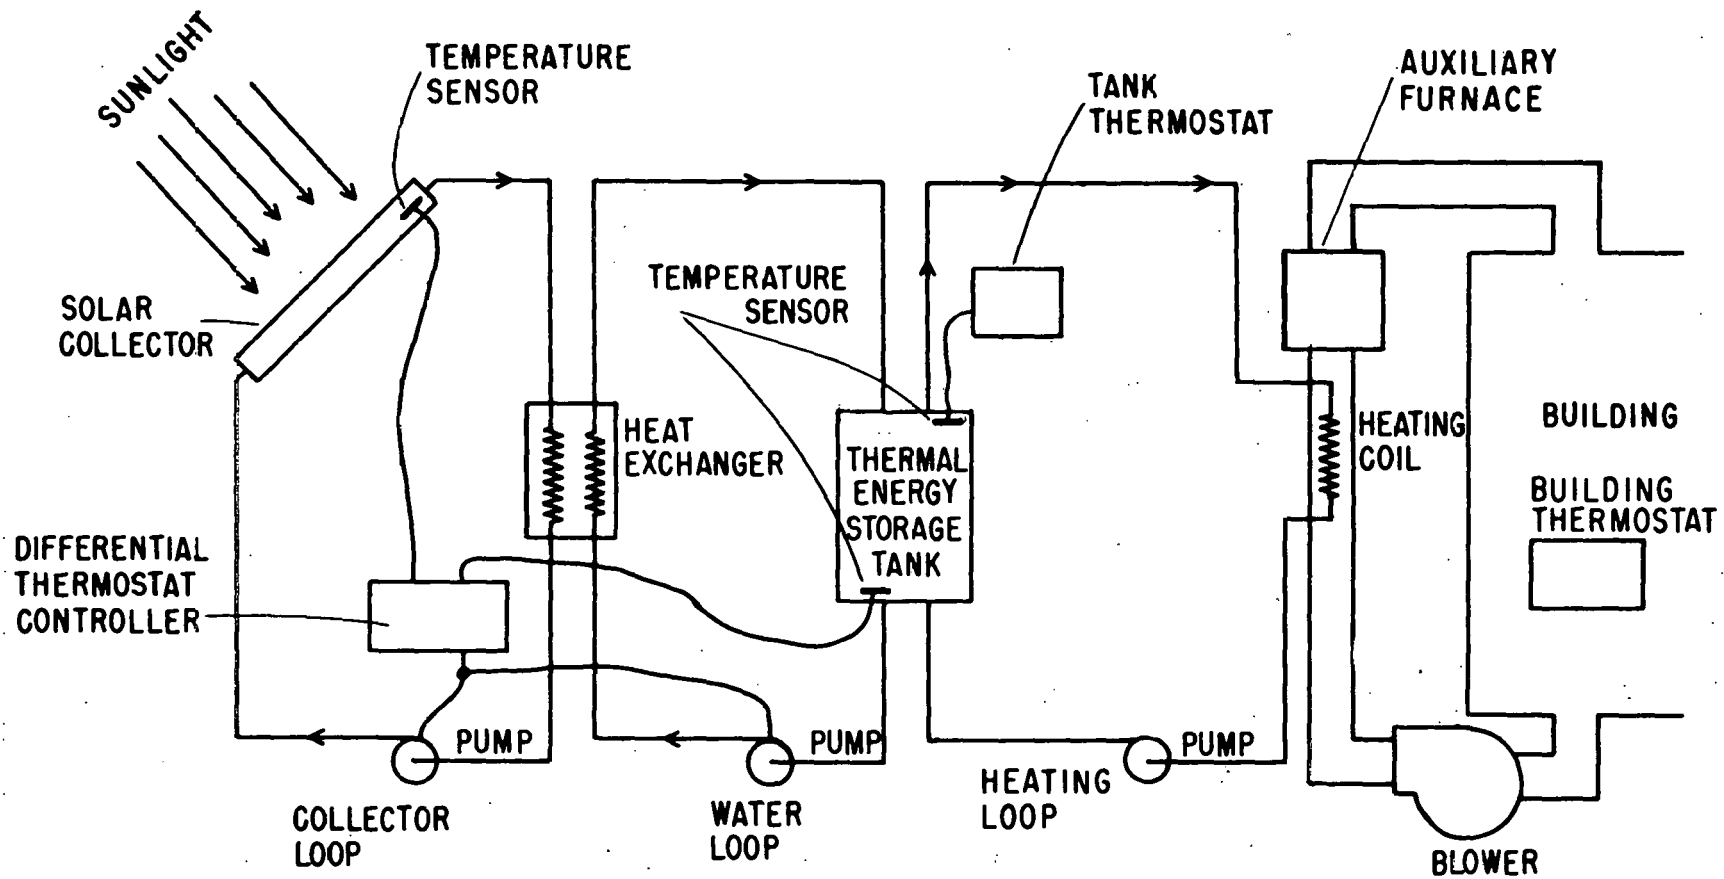 SUNLIGHT
TEMPERATURE
SENSOR
TANK
THERMOSTAT
AUXILIARY
FURNACE
SOLAR
COLLECTOR
TEMPERATURE
SENSOR
HEAT
EXCHANGER
THERMAL
ENERGY
STORAGE
TANK
HEATING
COIL
BUILDING
BUILDING
THERMOSTAT
DIFFERENTIAL
THERMOSTAT
CONTROLLER
PUMP
PUMP
PUMP
COLLECTOR
LOOP
WATER
LOOP
HEATING
LOOP
BLOWER